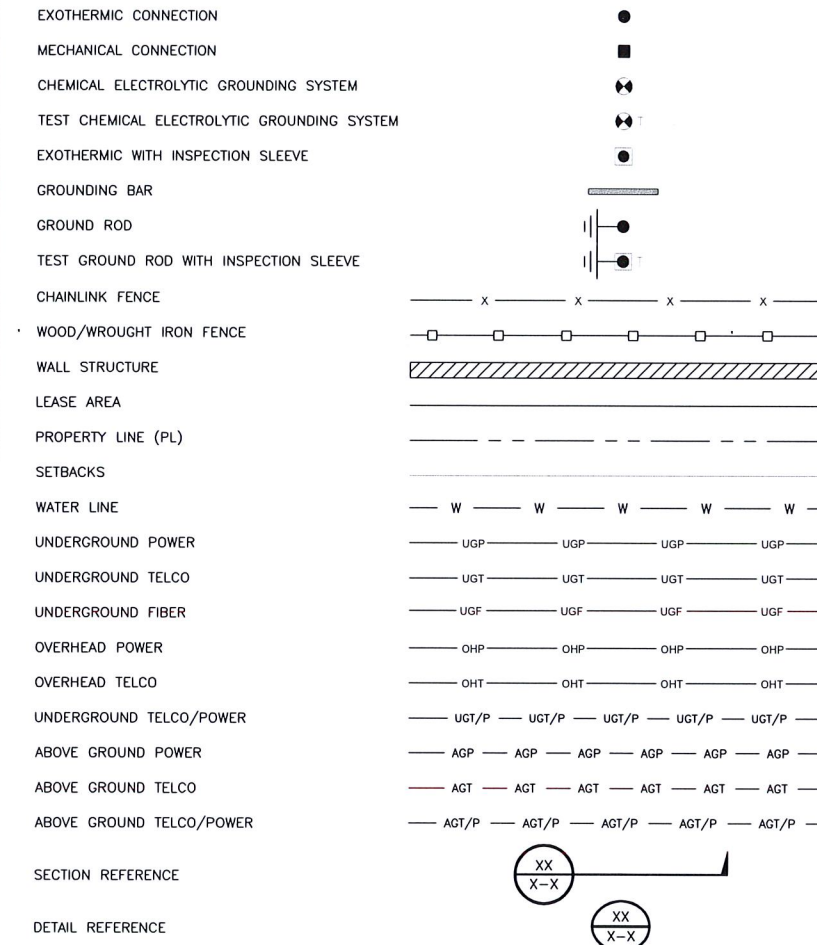 EXOTHERMIC CONNECTION
MECHANICAL CONNECTION
CHEMICAL ELECTROLYTIC GROUNDING SYSTEM
TEST CHEMICAL ELECTROLYTIC GROUNDING SYSTEM T
EXOTHERMIC WITH INSPECTION SLEEVE
GROUNDING BAR
GROUND ROD
TEST GROUND ROD WITH INSPECTION SLEEVE T
CHAINLINK FENCE X X X X
WOOD/WROUGHT IRON FENCE
WALL STRUCTURE
LEASE AREA
PROPERTY LINE (PL)
SETBACKS
WATER LINE W W W W W
UNDERGROUND POWER UGP UGP UGP UGP
UNDERGROUND TELCO UGT UGT UGT UGT
UNDERGROUND FIBER UGF UGF UGF UGF
OVERHEAD POWER OHP OHP OHP OHP
OVERHEAD TELCO OHT OHT OHT OHT
UNDERGROUND TELCO/POWER UGT/P UGT/P UGT/P UGT/P UGT/P
ABOVE GROUND POWER AGP AGP AGP AGP AGP AGP
ABOVE GROUND TELCO AGT AGT AGT AGT AGT AGT
ABOVE GROUND TELCO/POWER AGT/P AGT/P AGT/P AGT/P AGT/P
XX
SECTION REFERENCE
X-X
XX
DETAIL REFERENCE
X-X